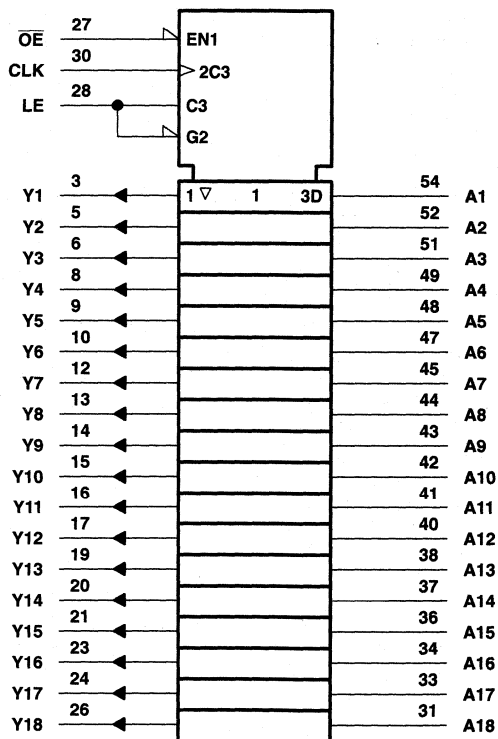 OE 27 EN1
CLK 30 2C3
LE 28 C3
G2
Y1 3 1 ▽ 1 3D 54 A1
Y2 5 52 A2
Y3 6 51 A3
Y4 8 49 A4
Y5 9 48 A5
Y6 10 47 A6
Y7 12 45 A7
Y8 13 44 A8
Y9 14 43 A9
Y10 15 42 A10
Y11 16 41 A11
Y12 17 40 A12
Y13 19 38 A13
Y14 20 37 A14
Y15 21 36 A15
Y16 23 34 A16
Y17 24 33 A17
Y18 26 31 A18